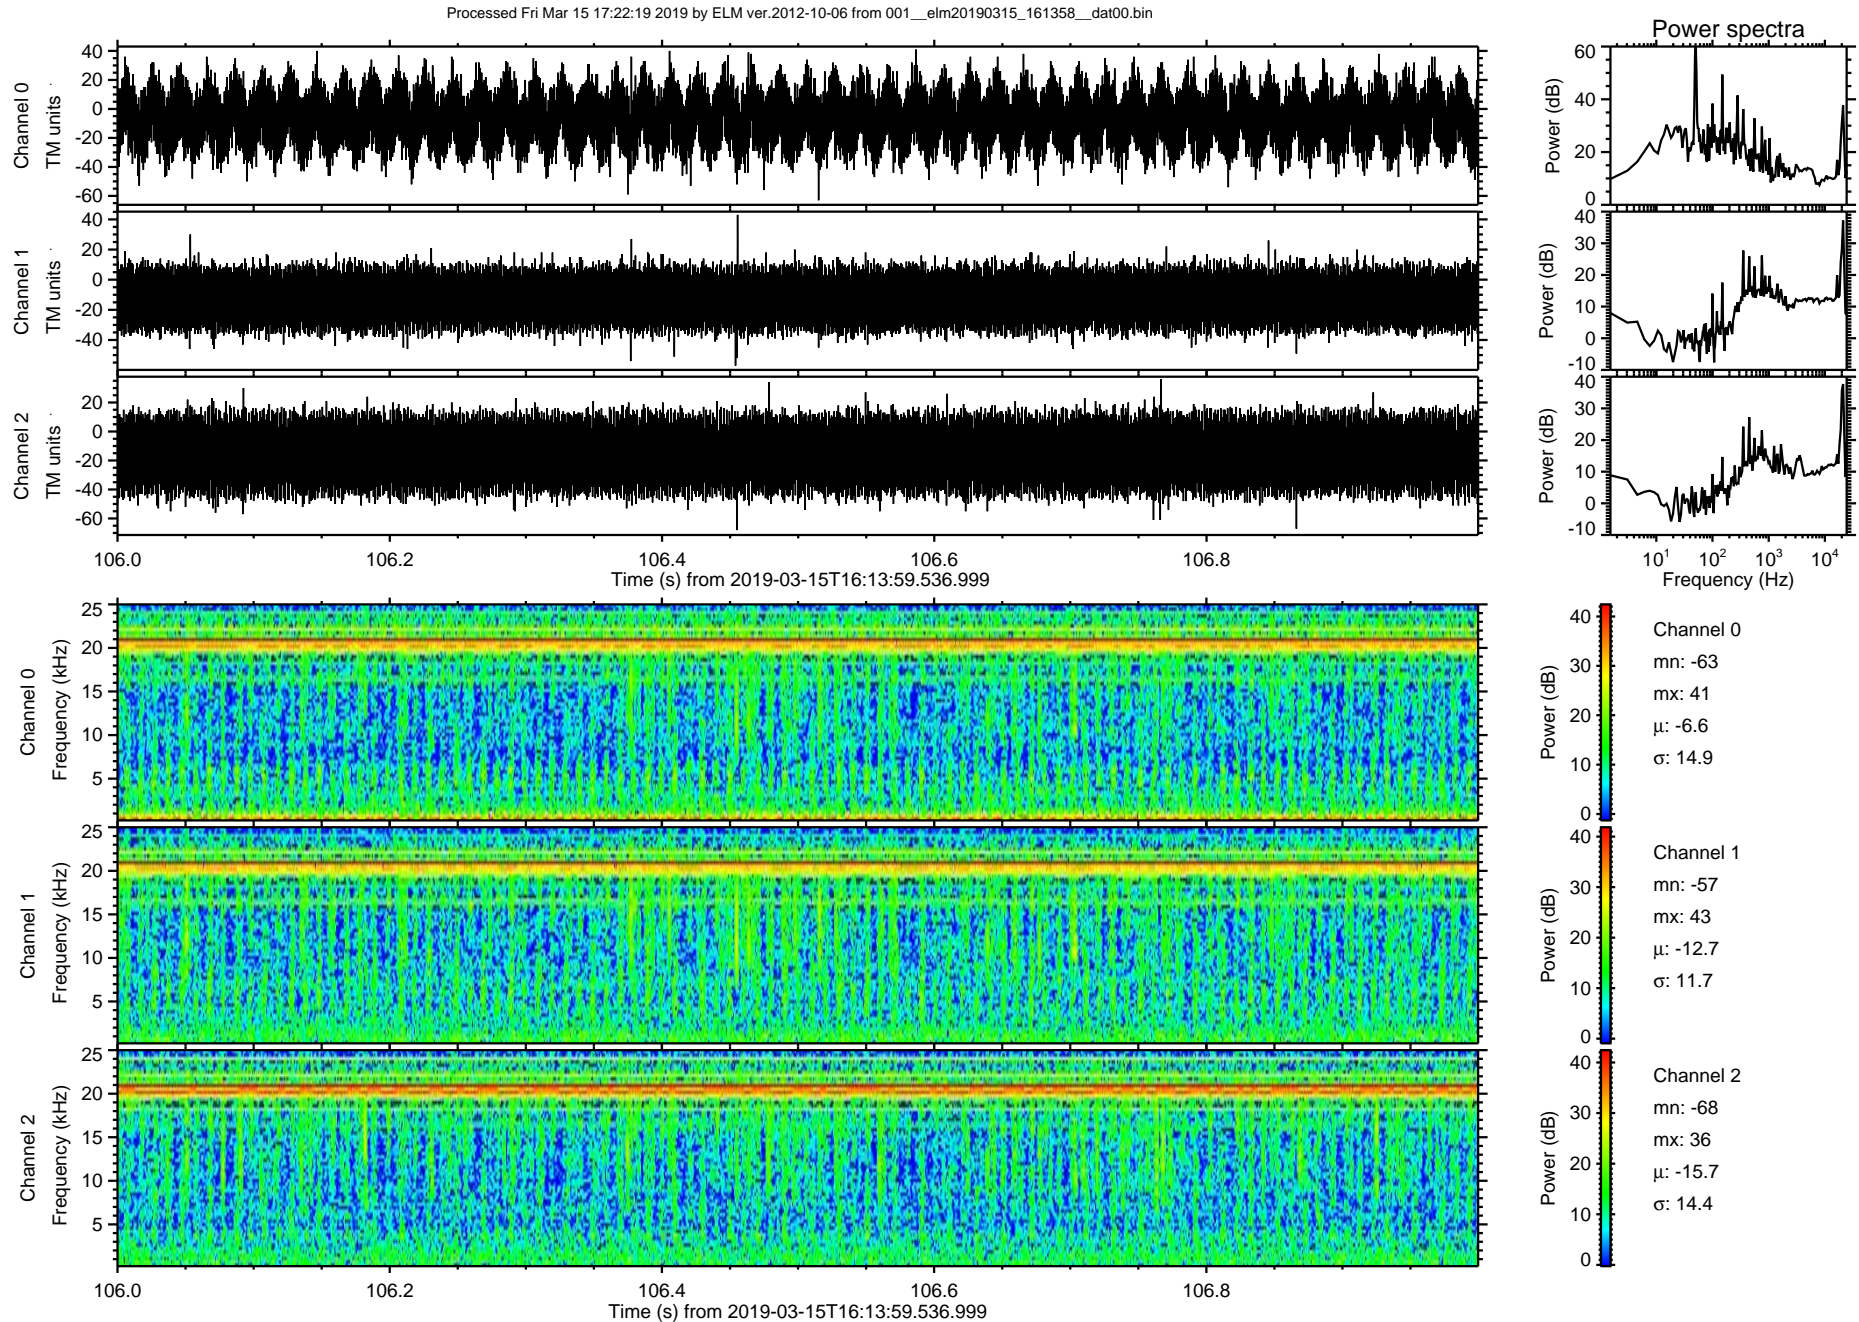 Processed Fri Mar 15 17:22:19 2019 by ELM ver.2012-10-06 from 001__elm20190315_161358__dat00.bin
Power spectra
Channel 0
TM units
40
20
0
-20
-40
-60
Power (dB)
60
40
20
0
Channel 1
TM units
40
20
0
-20
-40
Power (dB)
40
30
20
10
0
-10
Channel 2
TM units
20
0
-20
-40
-60
Power (dB)
40
30
20
10
0
-10
106.0 106.2 106.4 106.6 106.8
Time (s) from 2019-03-15T16:13:59.536.999
10¹ 10² 10³ 10⁴
Frequency (Hz)
Channel 0
Frequency (kHz)
25
20
15
10
5
Power (dB)
40
30
20
10
0
Channel 0
mn: -63
mx: 41
μ: -6.6
σ: 14.9
Channel 1
Frequency (kHz)
25
20
15
10
5
Power (dB)
40
30
20
10
0
Channel 1
mn: -57
mx: 43
μ: -12.7
σ: 11.7
Channel 2
Frequency (kHz)
25
20
15
10
5
Power (dB)
40
30
20
10
0
Channel 2
mn: -68
mx: 36
μ: -15.7
σ: 14.4
106.0 106.2 106.4 106.6 106.8
Time (s) from 2019-03-15T16:13:59.536.999